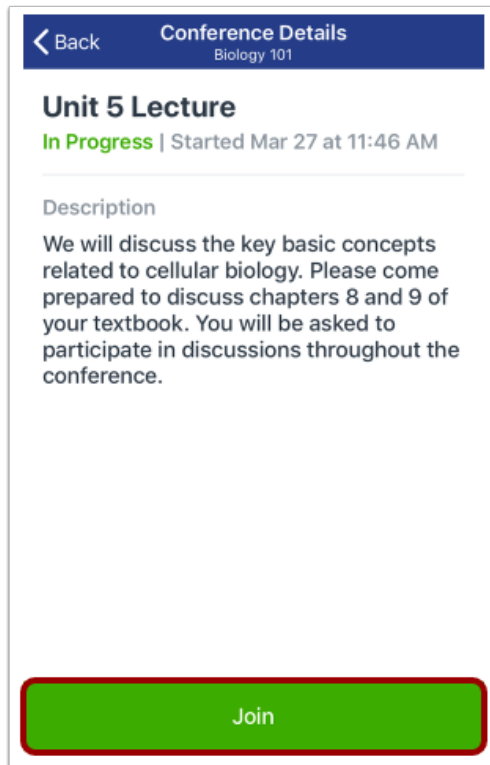 Back
Conference Details
Biology 101
Unit 5 Lecture
In Progress | Started Mar 27 at 11:46 AM
Description
We will discuss the key basic concepts
related to cellular biology. Please come
prepared to discuss chapters 8 and 9 of
your textbook. You will be asked to
participate in discussions throughout the
conference.
Join